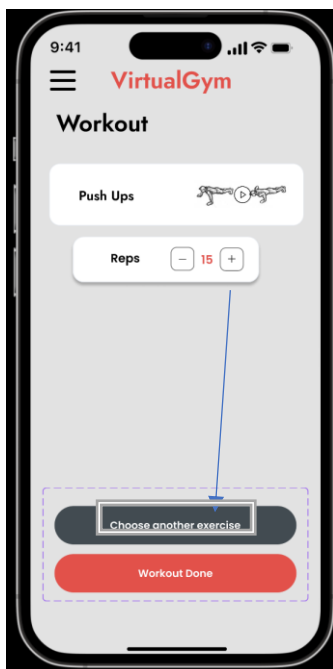 9:41
VirtualGym
Workout
Push Ups
Reps − 15 +
Choose another exercise
Workout Done